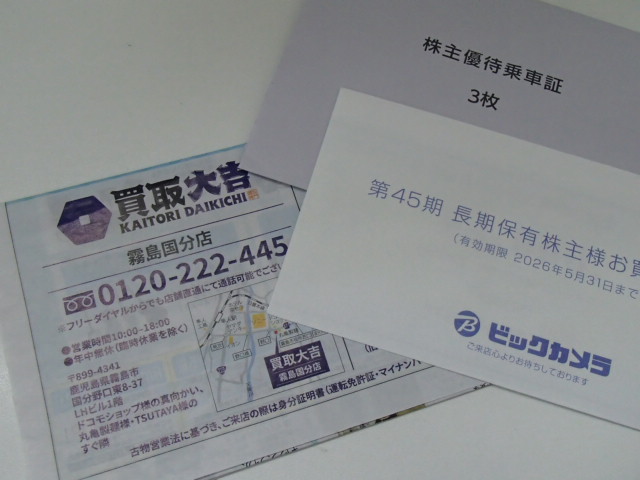 株主優待乗車証
3枚
第45期 長期保有株主様お買
(有効期限 2026年5月31日まで
ビックカメラ
ご来店心よりお待ちしております
買取大吉
KAITORI DAIKICHI
霧島国分店
0120-222-445
フリーダイヤルからでも店舗直通にて通話可能でござい
●営業時間10:00-18:00
●年中無休(臨時休業を除く)
〒899-4341
鹿児島県霧島市
国分野口東8-37
LNビル1階
ドコモショップ様の真向かい、
丸亀製麺様・TSUTAYA様の
すぐ隣
買取大吉
霧島国分店
古物営業法に基づき、ご来店の際は身分証明書(運転免許証・マイナンバ